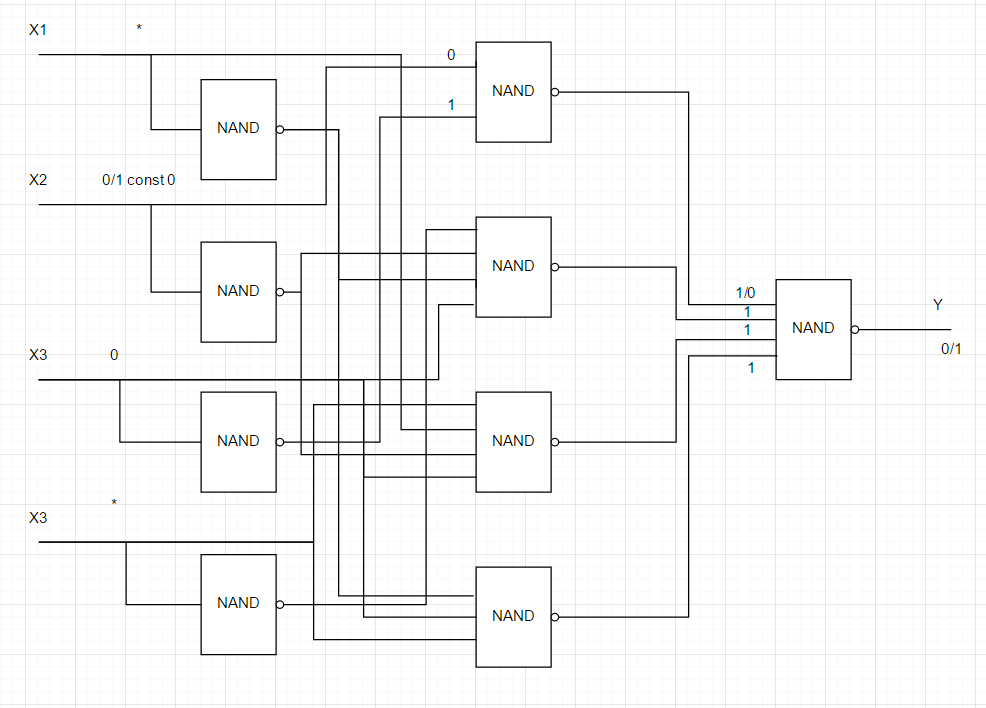 X1 *
0
NAND
1
NAND
X2 0/1 const 0
NAND
NAND
1/0
Y
1
NAND
1
0/1
X3 0
1
NAND
NAND
*
X3
NAND
NAND